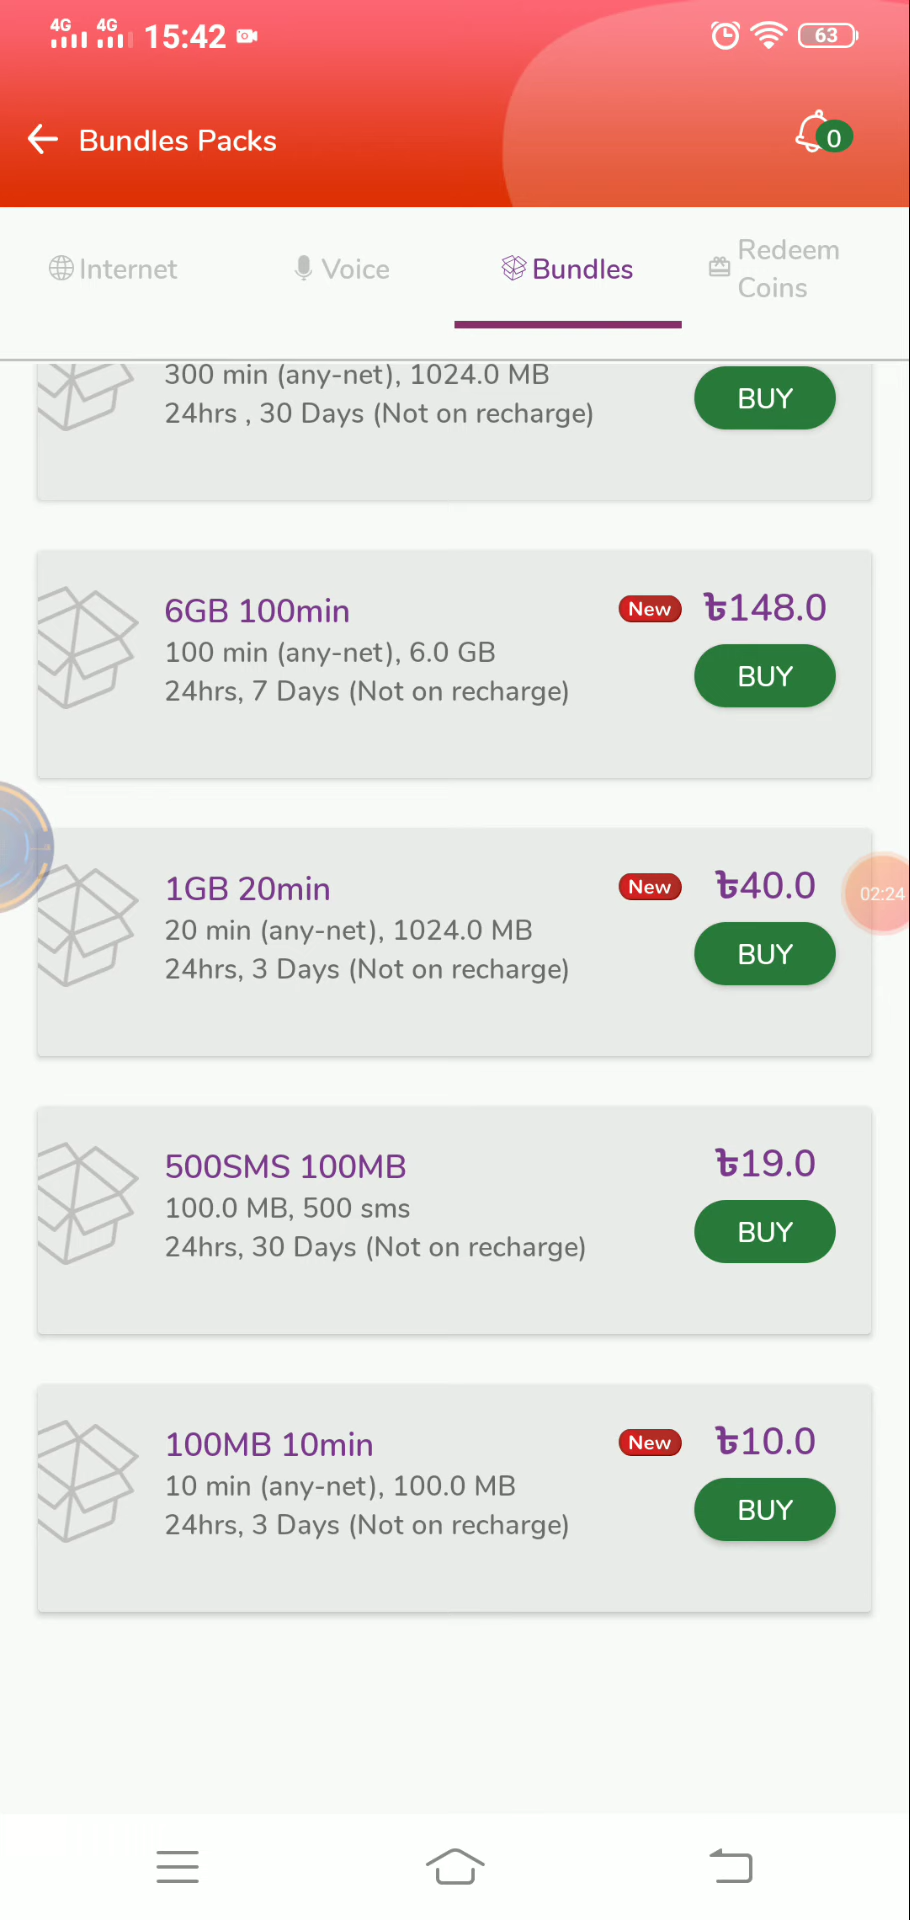 4G 4G 15:42 63
Bundles Packs 0
Internet Voice Bundles Redeem Coins
300 min (any-net), 1024.0 MB
24hrs , 30 Days (Not on recharge)
BUY
6GB 100min New ৳148.0
100 min (any-net), 6.0 GB
24hrs, 7 Days (Not on recharge)
BUY
1GB 20min New ৳40.0
20 min (any-net), 1024.0 MB
24hrs, 3 Days (Not on recharge)
BUY
02:24
500SMS 100MB ৳19.0
100.0 MB, 500 sms
24hrs, 30 Days (Not on recharge)
BUY
100MB 10min New ৳10.0
10 min (any-net), 100.0 MB
24hrs, 3 Days (Not on recharge)
BUY